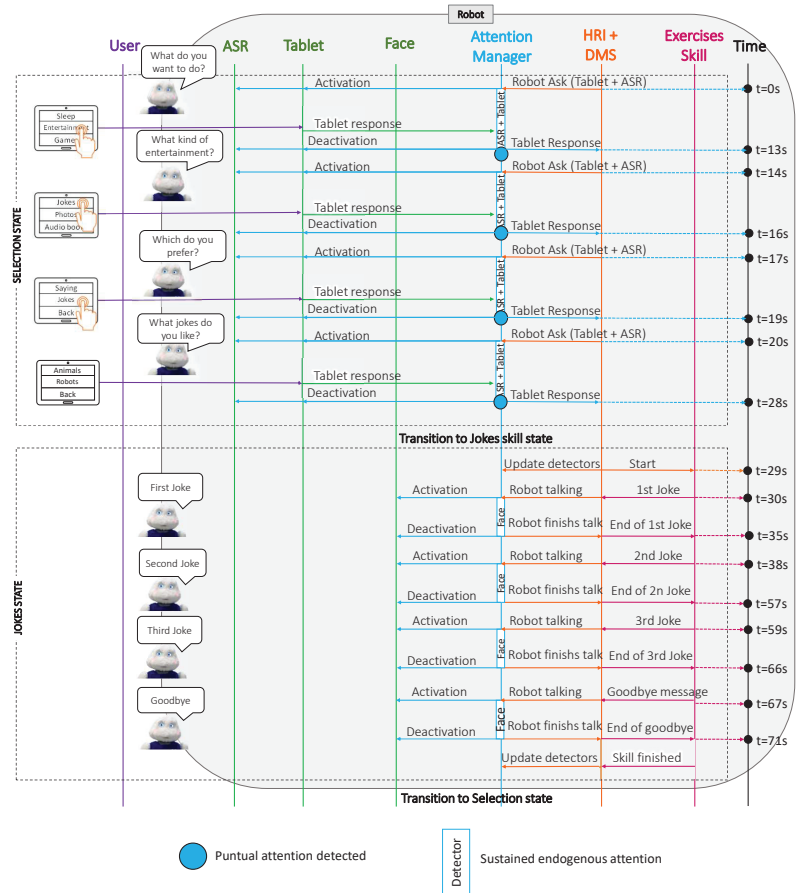 Robot
User
ASR
Tablet
Face
Attention
Manager
HRI +
DMS
Exercises
Skill
Time
SELECTION STATE
What do you
want to do?
Activation
Robot Ask (Tablet + ASR)
t=0s
Sleep
Entertainment
Game
Tablet response
ASR + Tablet
Deactivation
Tablet Response
t=13s
What kind of
entertainment?
Activation
Robot Ask (Tablet + ASR)
t=14s
Jokes
Photos
Audio boo
Tablet response
ASR + Tablet
Deactivation
Tablet Response
t=16s
Which do you
prefer?
Activation
Robot Ask (Tablet + ASR)
t=17s
Saying
Jokes
Back
Tablet response
SR + Tablet
Deactivation
Tablet Response
t=19s
What jokes do
you like?
Activation
Robot Ask (Tablet + ASR)
t=20s
Animals
Robots
Back
Tablet response
SR + Tablet
Deactivation
Tablet Response
t=28s
Transition to Jokes skill state
JOKES STATE
Update detectors
Start
t=29s
First Joke
Activation
Robot talking
1st Joke
t=30s
Face
Deactivation
Robot finishs talk
End of 1st Joke
t=35s
Second Joke
Activation
Robot talking
2nd Joke
t=38s
Face
Deactivation
Robot finishs talk
End of 2n Joke
t=57s
Third Joke
Activation
Robot talking
3rd Joke
t=59s
Face
Deactivation
Robot finishs talk
End of 3rd Joke
t=66s
Goodbye
Activation
Robot talking
Goodbye message
t=67s
Face
Deactivation
Robot finishs talk
End of goodbye
t=71s
Update detectors
Skill finished
Transition to Selection state
Puntual attention detected
Detector
Sustained endogenous attention